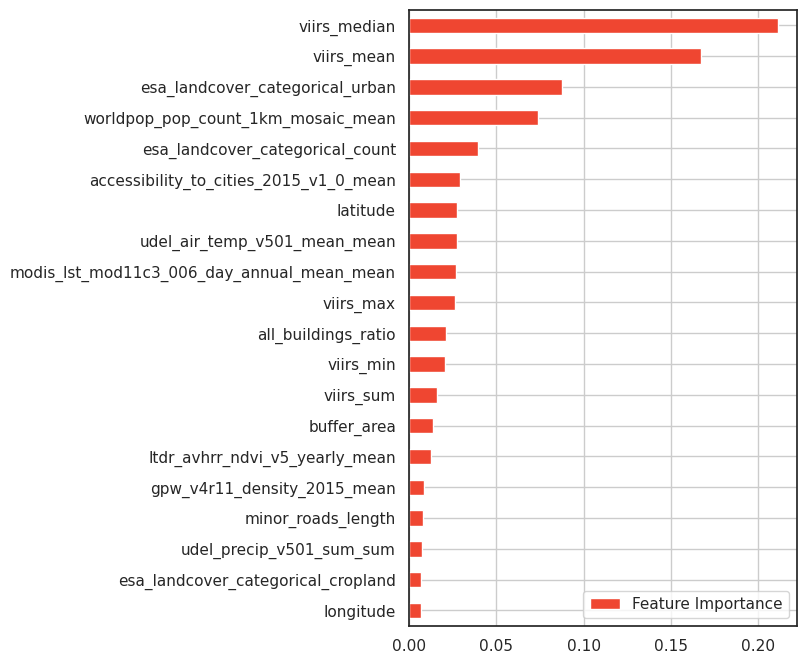 viirs_median
viirs_mean
esa_landcover_categorical_urban
worldpop_pop_count_1km_mosaic_mean
esa_landcover_categorical_count
accessibility_to_cities_2015_v1_0_mean
latitude
udel_air_temp_v501_mean_mean
modis_lst_mod11c3_006_day_annual_mean_mean
viirs_max
all_buildings_ratio
viirs_min
viirs_sum
buffer_area
ltdr_avhrr_ndvi_v5_yearly_mean
gpw_v4r11_density_2015_mean
minor_roads_length
udel_precip_v501_sum_sum
esa_landcover_categorical_cropland
longitude
Feature Importance
0.00 0.05 0.10 0.15 0.20